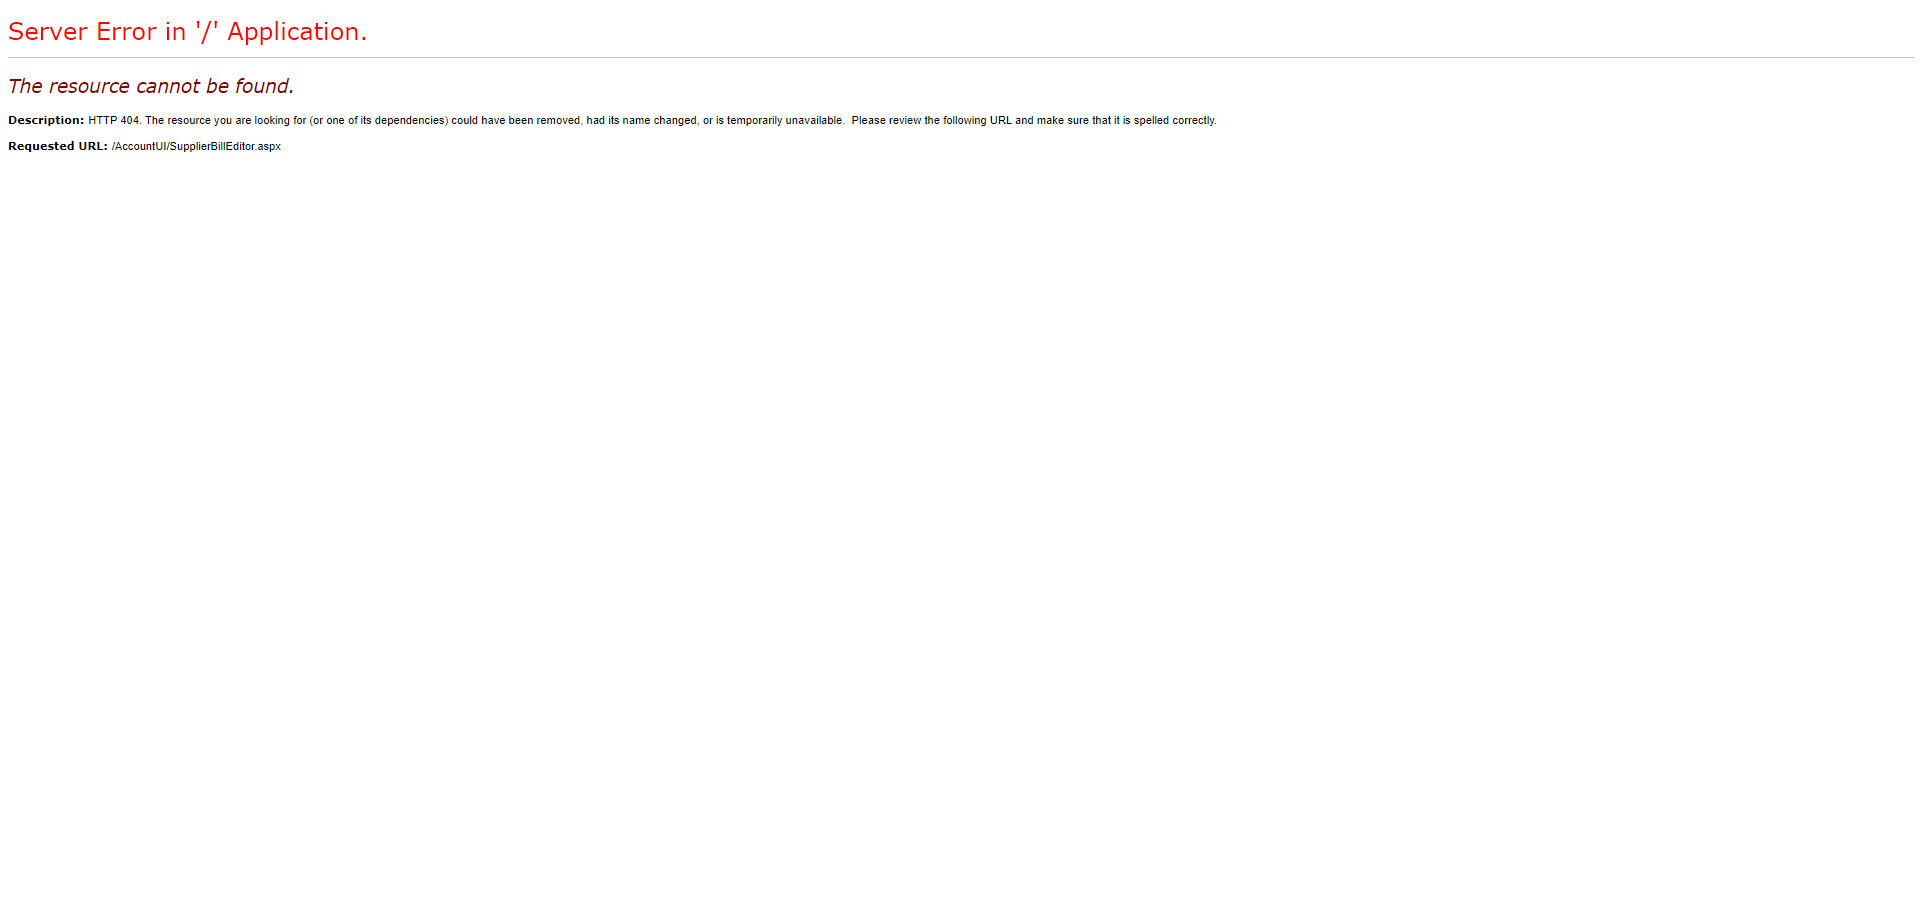 Server Error in '/' Application.
The resource cannot be found.
Description: HTTP 404. The resource you are looking for (or one of its dependencies) could have been removed, had its name changed, or is temporarily unavailable.  Please review the following URL and make sure that it is spelled correctly.
Requested URL: /AccountUI/SupplierBillEditor.aspx